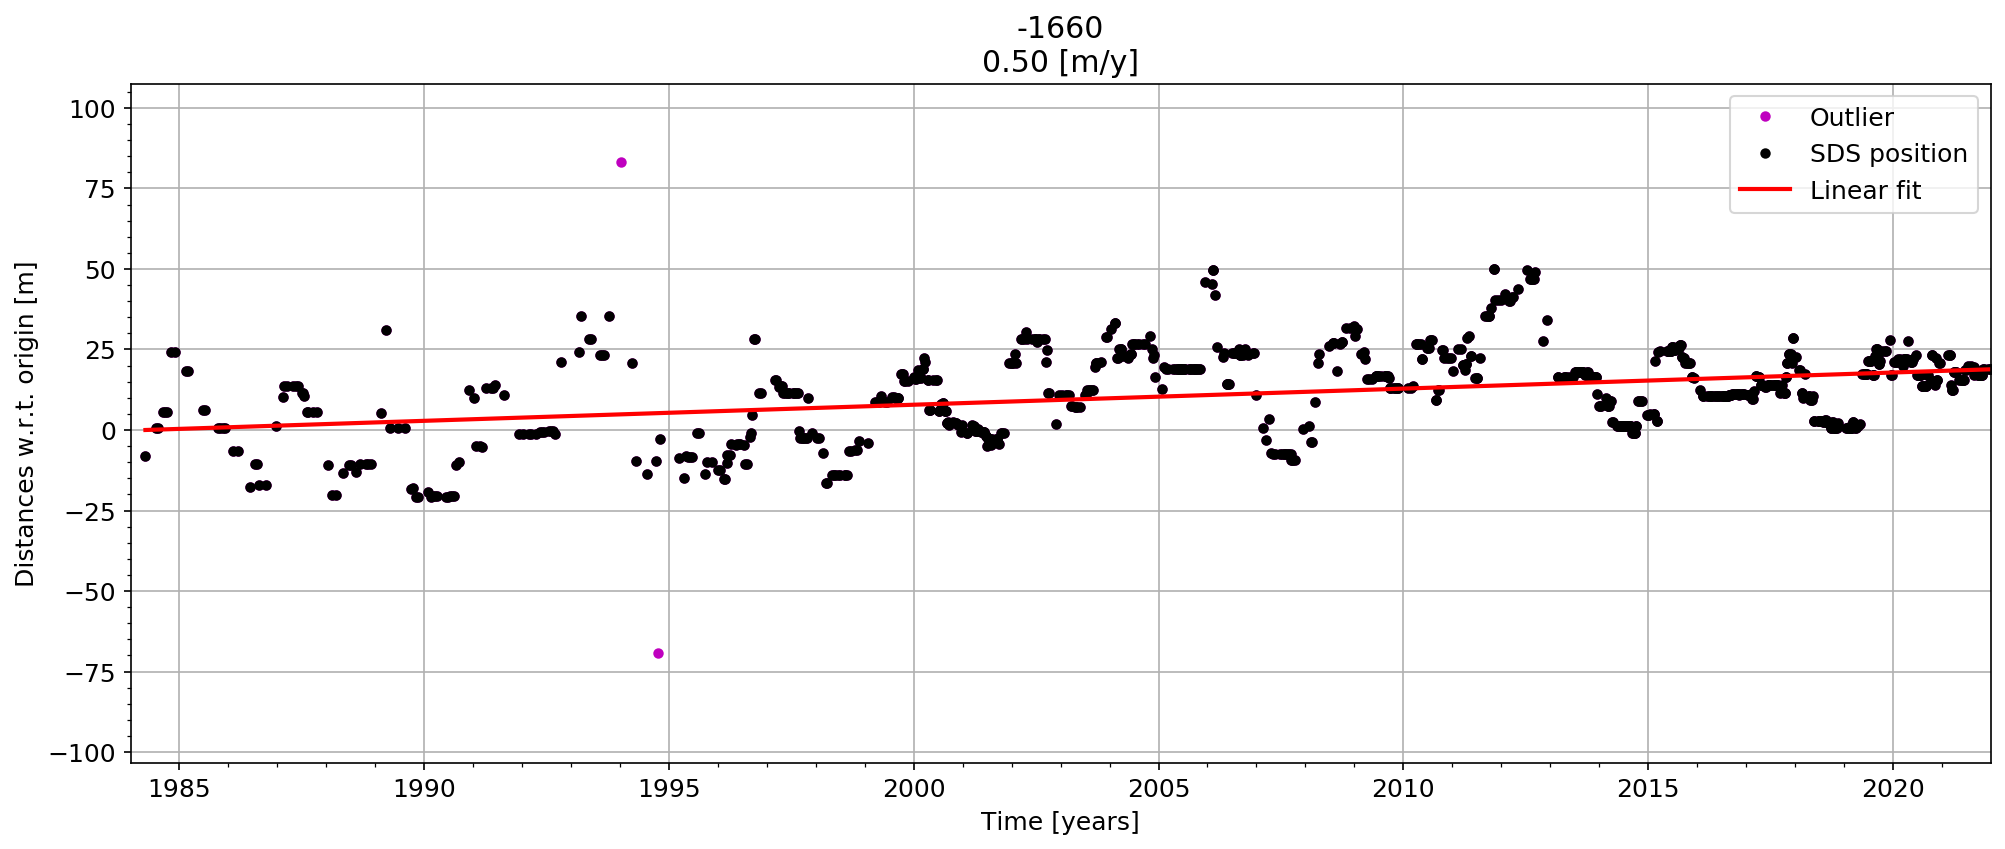 -1660
0.50 [m/y]
Outlier
SDS position
Linear fit
Distances w.r.t. origin [m]
100
75
50
25
0
−25
−50
−75
−100
1985 1990 1995 2000 2005 2010 2015 2020
Time [years]